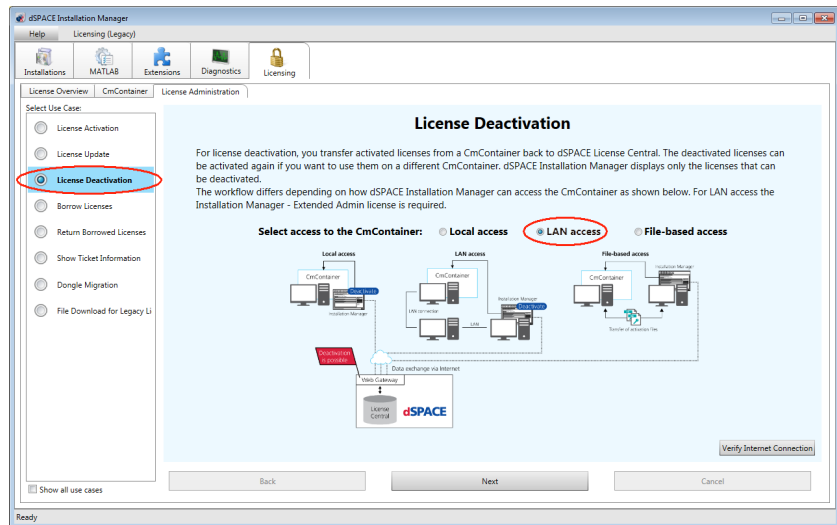 dSPACE Installation Manager
Help Licensing (Legacy)
Installations MATLAB Extensions Diagnostics Licensing
License Overview CmContainer License Administration
Select Use Case:
License Activation
License Update
License Deactivation
Borrow Licenses
Return Borrowed Licenses
Show Ticket Information
Dongle Migration
File Download for Legacy Li
Show all use cases
License Deactivation
For license deactivation, you transfer activated licenses from a CmContainer back to dSPACE License Central. The deactivated licenses can
be activated again if you want to use them on a different CmContainer. dSPACE Installation Manager displays only the licenses that can
be deactivated.
The workflow differs depending on how dSPACE Installation Manager can access the CmContainer as shown below. For LAN access the
Installation Manager - Extended Admin license is required.
Select access to the CmContainer: Local access LAN access File-based access
Local access LAN access File-based access
CmContainer
Deactivate
Installation Manager
CmContainer
LAN connection
LAN
Installation Manager
Deactivate
CmContainer
Installation Manager
Transfer of activation files
Deactivation
is possible
Data exchange via Internet
Web Gateway
License
Central
dSPACE
Verify Internet Connection
Back Next Cancel
Ready